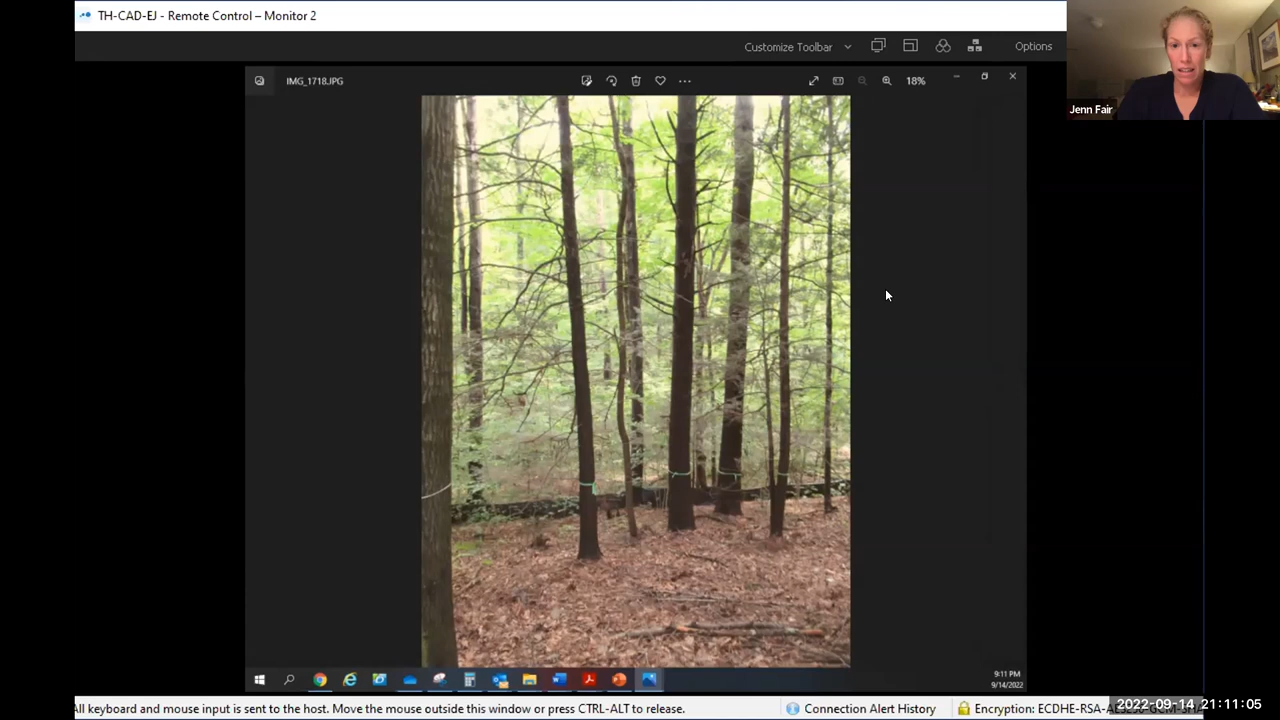 TH-CAD-EJ - Remote Control – Monitor 2
Customize Toolbar
Options
IMG_1718.JPG
18%
Jenn Fair
9:11 PM
9/14/2022
All keyboard and mouse input is sent to the host. Move the mouse outside this window or press CTRL-ALT to release.
Connection Alert History
Encryption:
2022-09-14 21:11:05